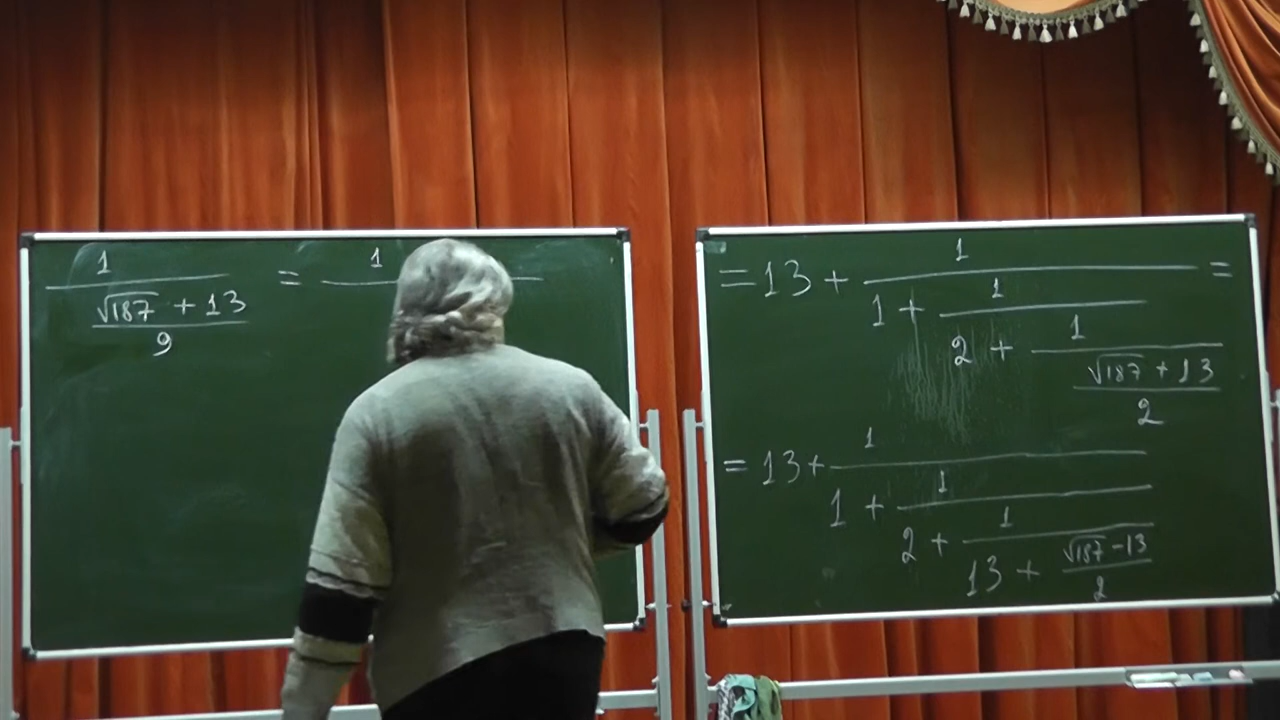 1/((√187 + 13)/9) = 1/
= 13 + 1/(1 + 1/(2 + 1/((√187 + 13)/2))) =
= 13 + 1/(1 + 1/(2 + 1/(13 + (√187 - 13)/2)))